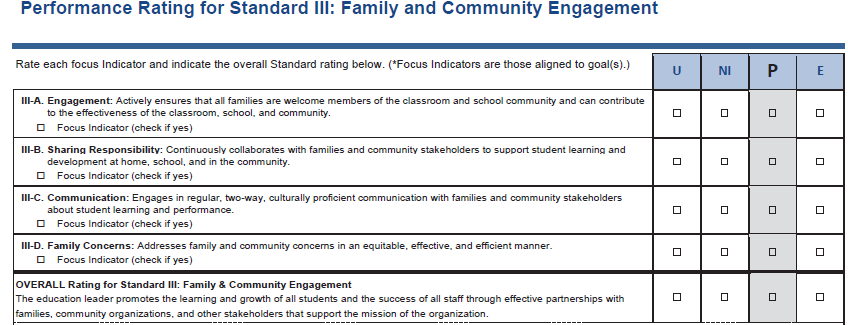 Performance Rating for Standard III: Family and Community Engagement
Rate each focus Indicator and indicate the overall Standard rating below. (*Focus Indicators are those aligned to goal(s).)
U NI P E
III-A. Engagement: Actively ensures that all families are welcome members of the classroom and school community and can contribute
to the effectiveness of the classroom, school, and community.
Focus Indicator (check if yes)
III-B. Sharing Responsibility: Continuously collaborates with families and community stakeholders to support student learning and
development at home, school, and in the community.
Focus Indicator (check if yes)
III-C. Communication: Engages in regular, two-way, culturally proficient communication with families and community stakeholders
about student learning and performance.
Focus Indicator (check if yes)
III-D. Family Concerns: Addresses family and community concerns in an equitable, effective, and efficient manner.
Focus Indicator (check if yes)
OVERALL Rating for Standard III: Family & Community Engagement
The education leader promotes the learning and growth of all students and the success of all staff through effective partnerships with
families, community organizations, and other stakeholders that support the mission of the organization.